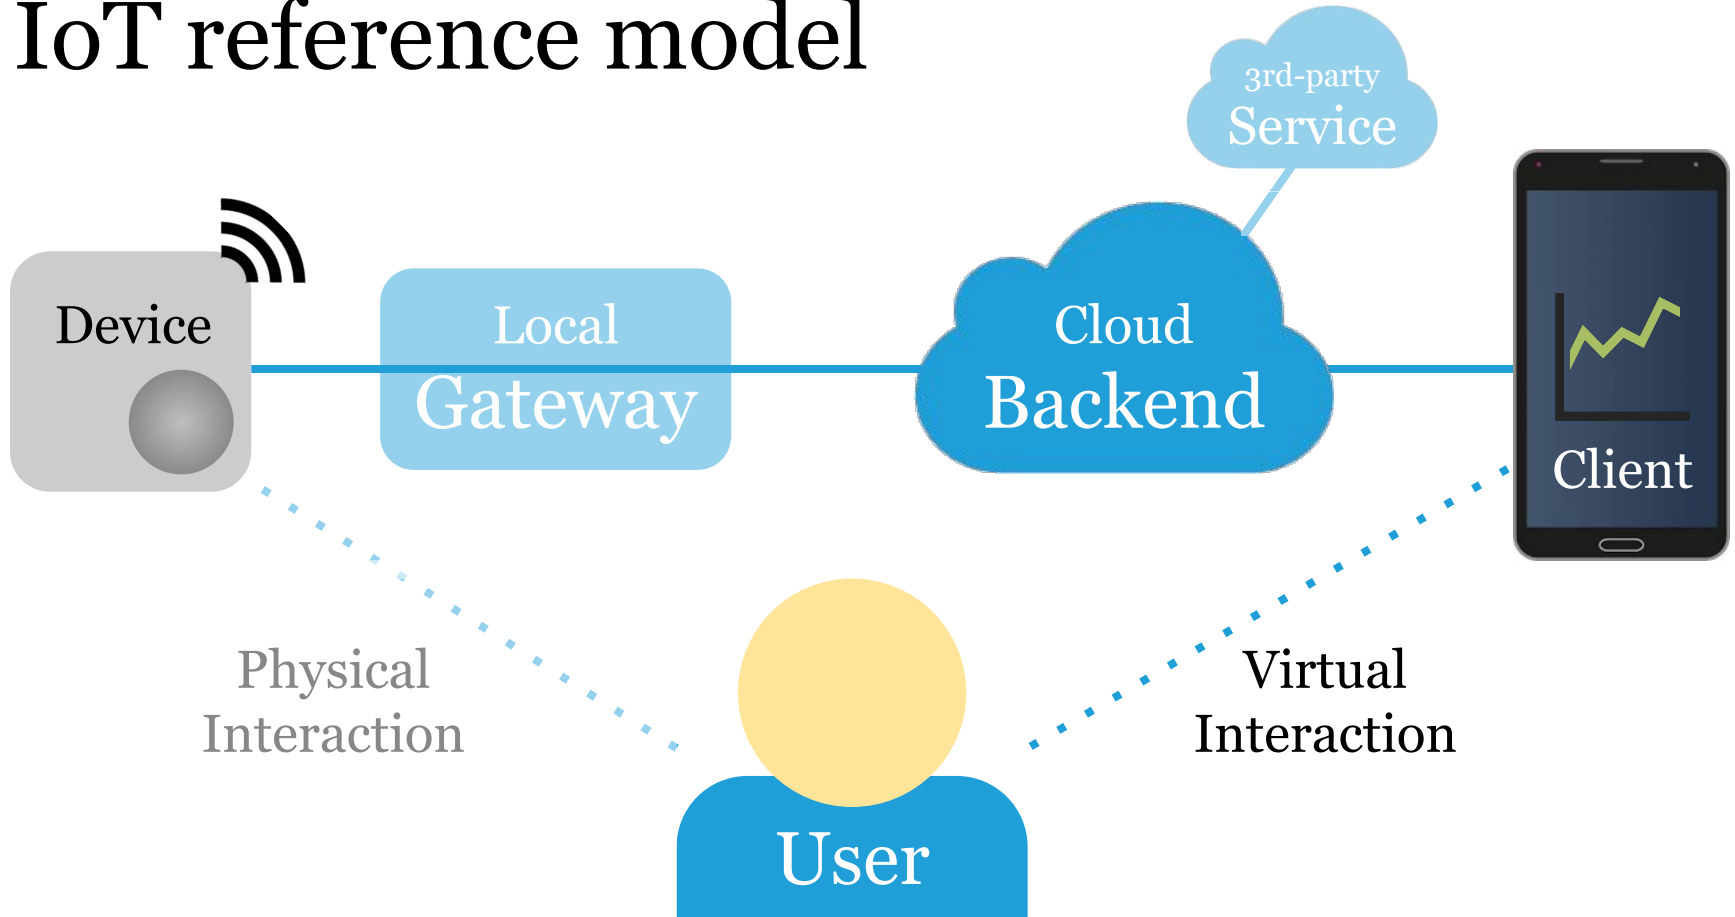 IoT reference model
3rd-party
Service
Device
Local
Gateway
Cloud
Backend
Client
Physical
Interaction
Virtual
Interaction
User